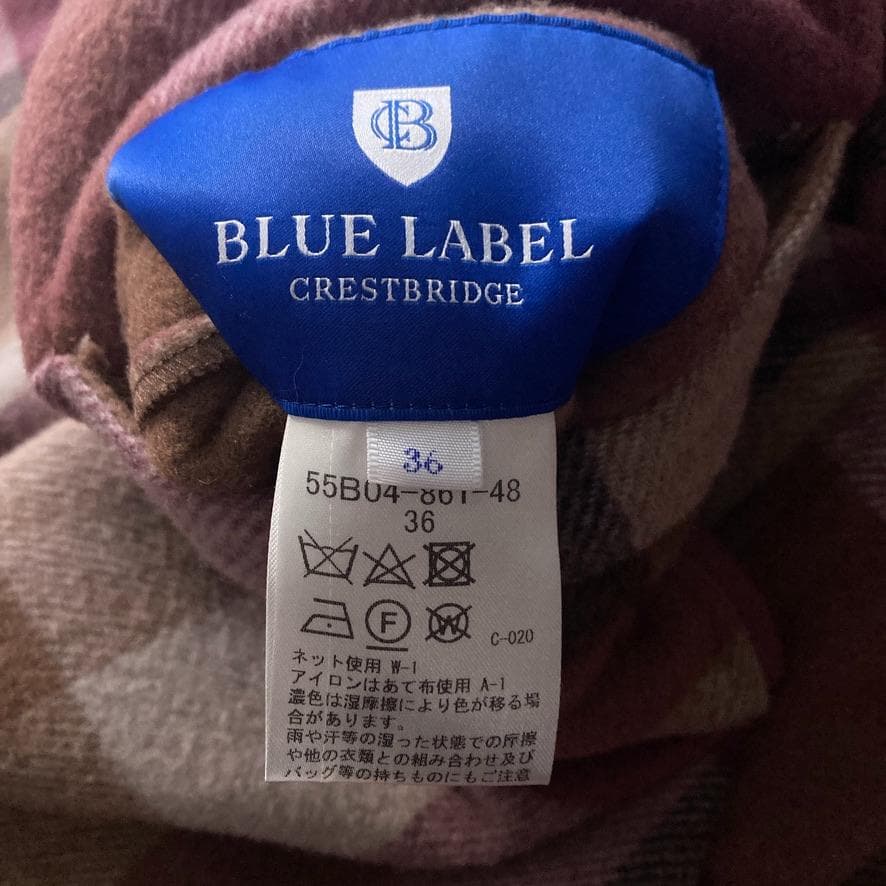 CB
BLUE LABEL
CRESTBRIDGE
36
55B04-861-48
36
F
W
C-020
ネット使用 W-1
アイロンはあて布使用 A-1
濃色は湿摩擦により色が移る場
合があります。
雨や汗等の湿った状態での摩擦
や他の衣類との組み合わせ及び
バッグ等の持ちものにもご注意